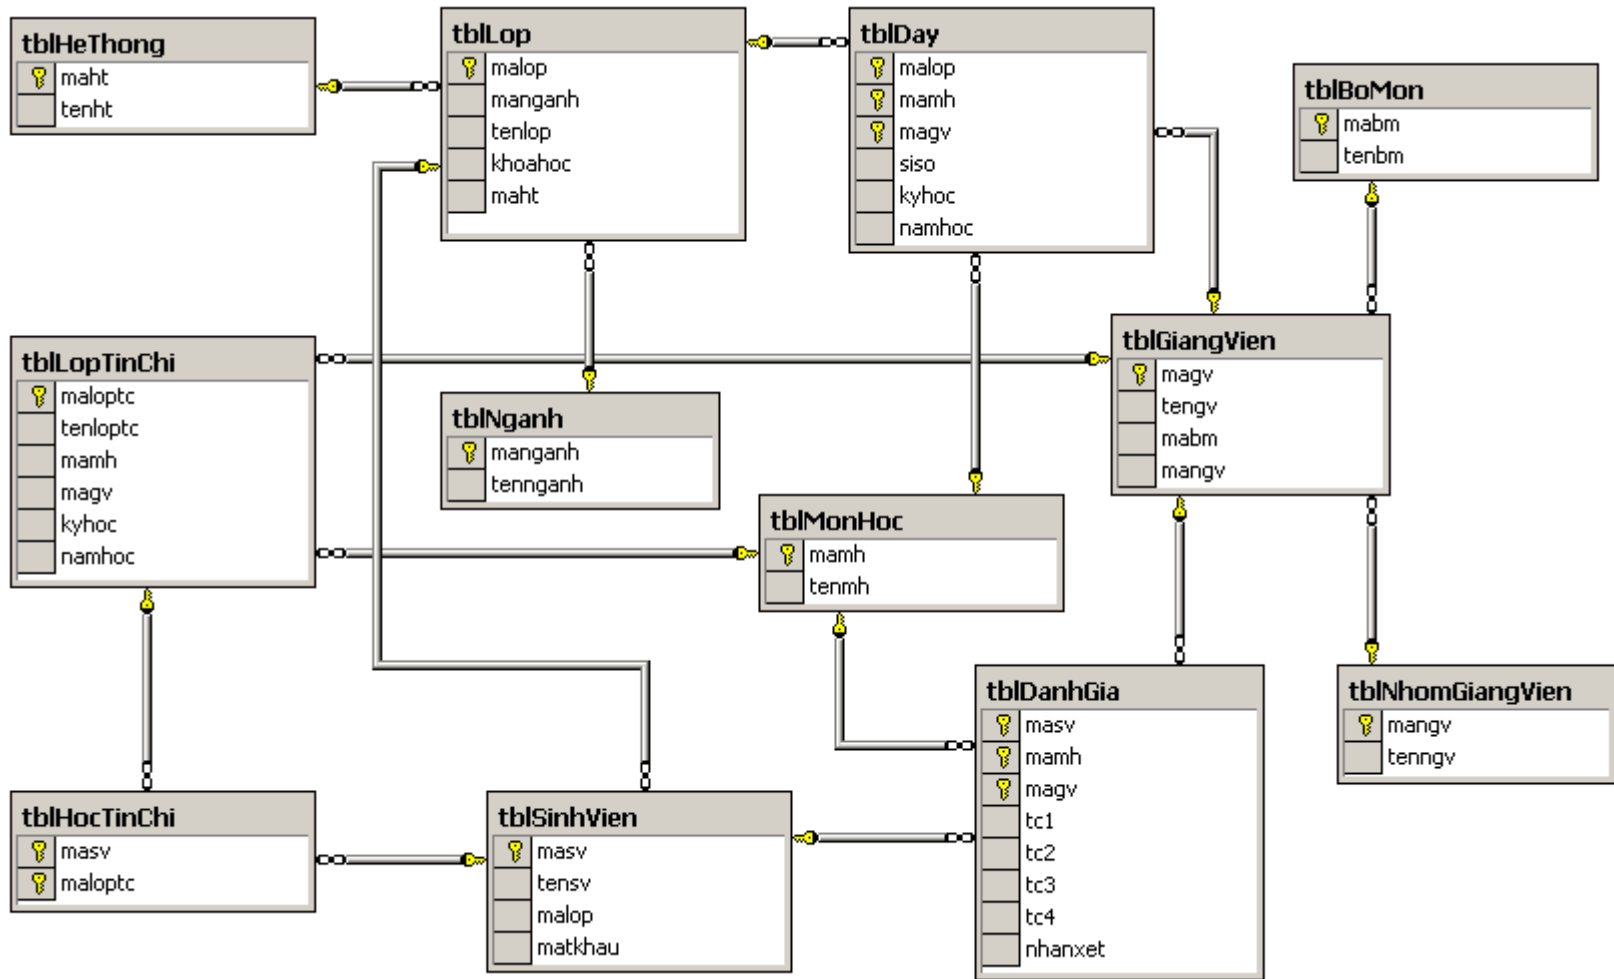 tblHeThong
maht
tenht
tblLop
malop
manganh
tenlop
khoahoc
maht
tblDay
malop
mamh
magv
siso
kyhoc
namhoc
tblBoMon
mabm
tenbm
tblLopTinChi
maloptc
tenloptc
mamh
magv
kyhoc
namhoc
tblNganh
manganh
tennganh
tblGiangVien
magv
tengv
mabm
mangv
tblMonHoc
mamh
tenmh
tblDanhGia
masv
mamh
magv
tc1
tc2
tc3
tc4
nhanxet
tblNhomGiangVien
mangv
tenngv
tblHocTinChi
masv
maloptc
tblSinhVien
masv
tensv
malop
matkhau